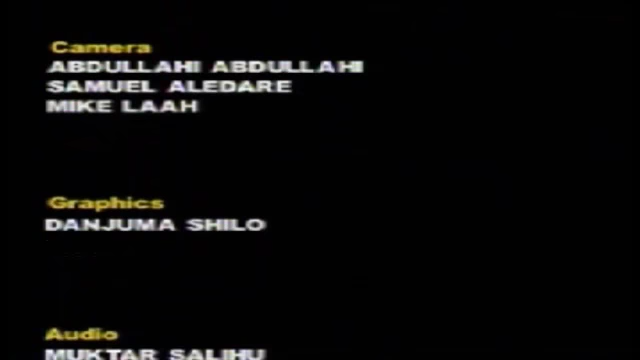 Camera
ABDULLAHI ABDULLAHI
SAMUEL ALEDARE
MIKE LAAH
Graphics
DANJUMA SHILO
Audio
MUKTAR SALIHU